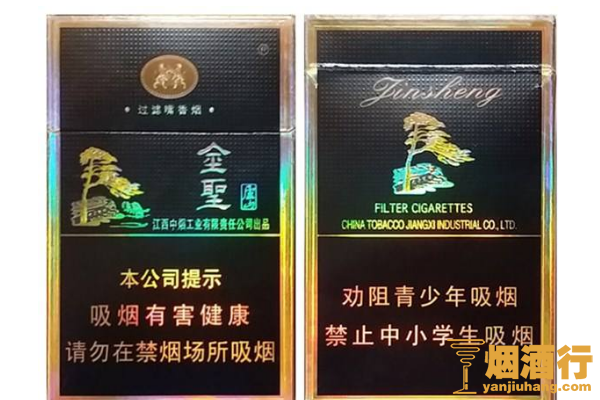 ®
·过滤嘴香烟·
金聖
庐山
江西中烟工业有限责任公司出品
本公司提示
吸烟有害健康
请勿在禁烟场所吸烟
Jinsheng
FILTER CIGARETTES
CHINA TOBACCO JIANGXI INDUSTRIAL CO., LTD.
劝阻青少年吸烟
禁止中小学生吸烟
烟酒行
yanjiuhang.com